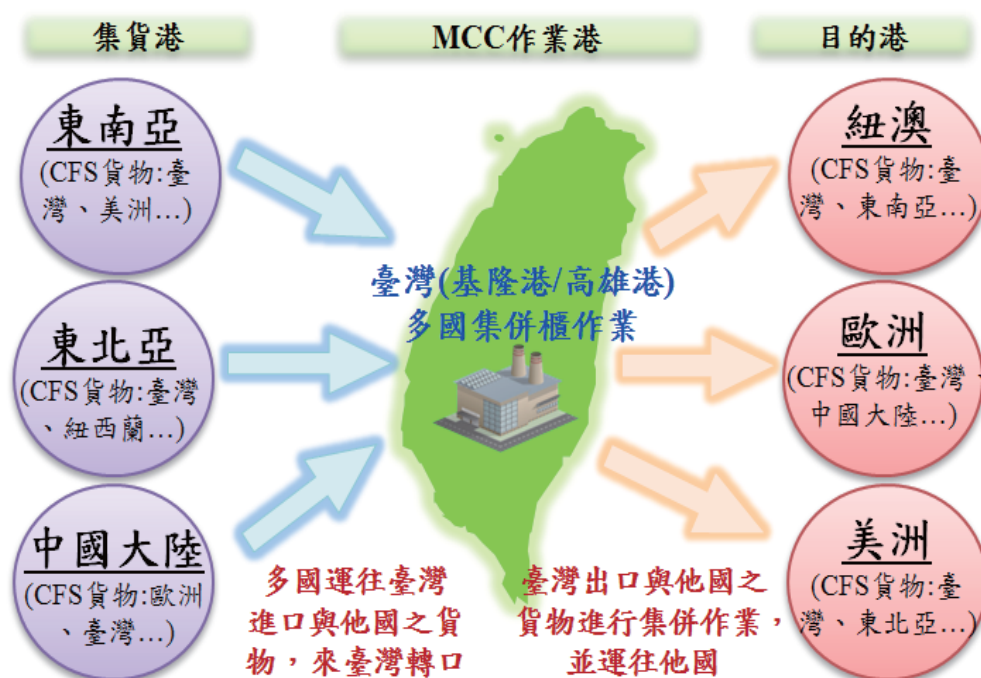 集貨港
MCC作業港
目的港
東南亞
(CFS貨物:臺
灣、美洲…)
東北亞
(CFS貨物:臺灣
、紐西蘭…)
中國大陸
(CFS貨物:歐洲
、臺灣…)
臺灣(基隆港/高雄港)
多國集併櫃作業
多國運往臺灣
進口與他國之貨
物，來臺灣轉口
臺灣出口與他國之
貨物進行集併作業，
並運往他國
紐澳
(CFS貨物:臺
灣、東南亞…)
歐洲
(CFS貨物:臺灣、
中國大陸…)
美洲
(CFS貨物:臺
灣、東北亞…)